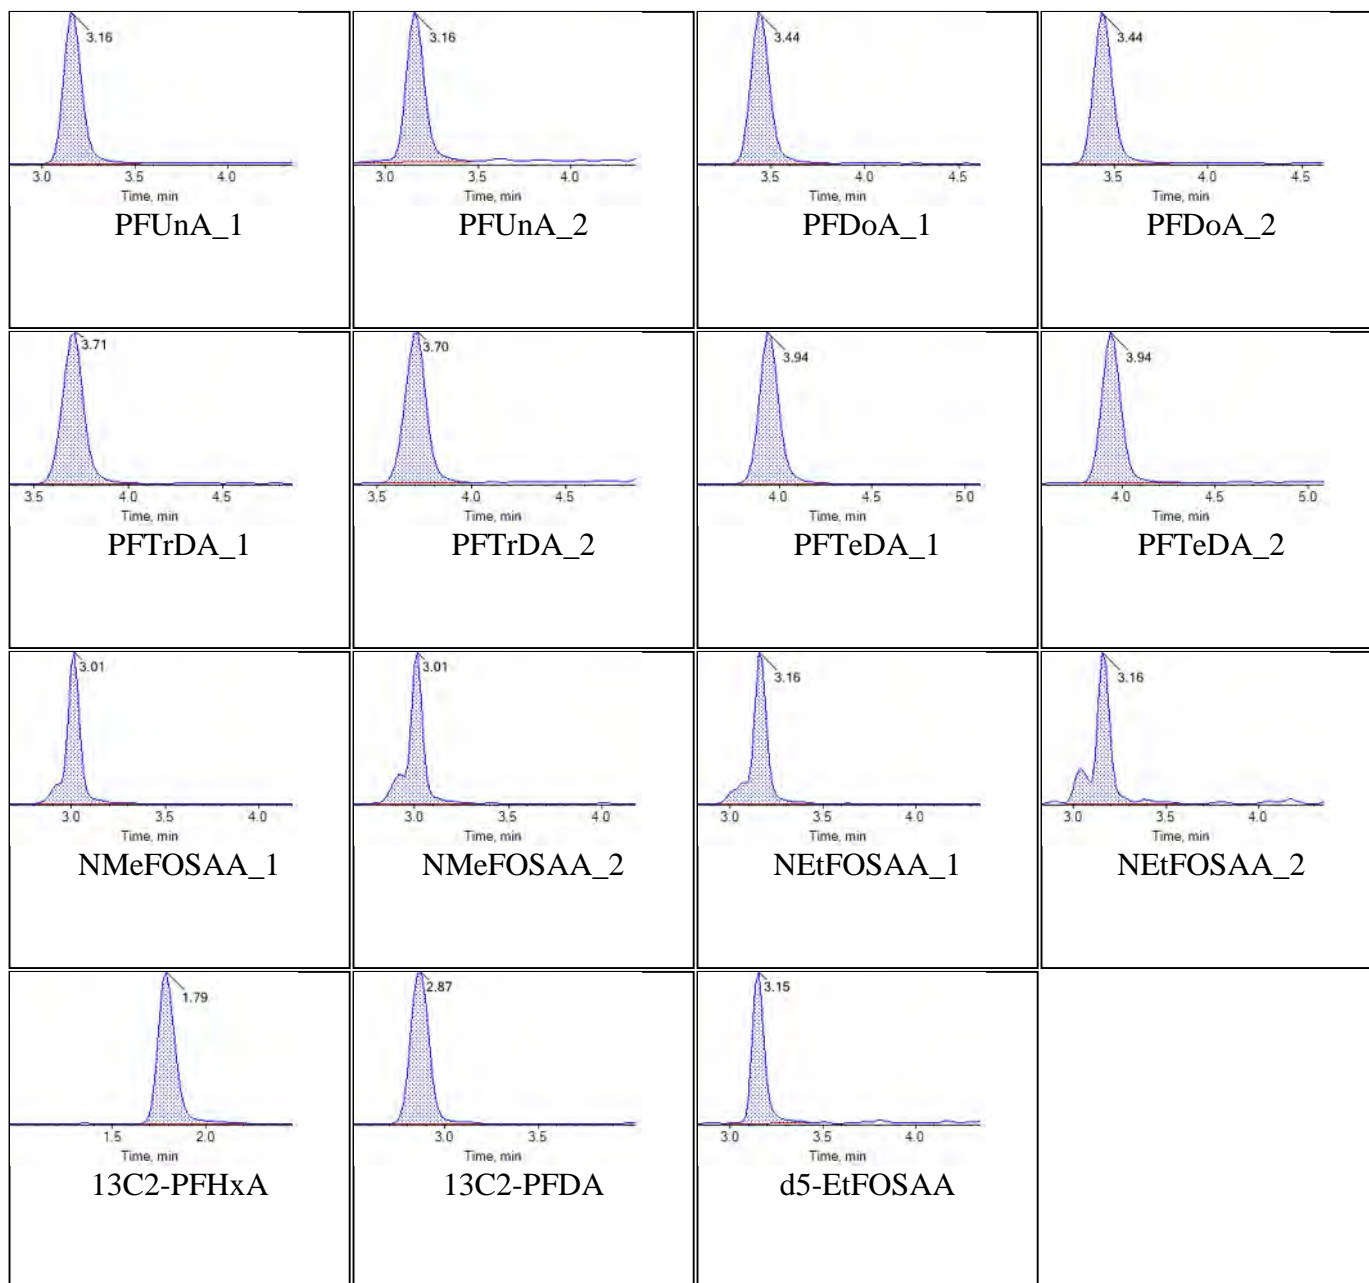 3.16
3.0 3.5 4.0
Time, min
PFUnA_1
3.16
3.0 3.5 4.0
Time, min
PFUnA_2
3.44
3.5 4.0 4.5
Time, min
PFDoA_1
3.44
3.5 4.0 4.5
Time, min
PFDoA_2
3.71
3.5 4.0 4.5
Time, min
PFTrDA_1
3.70
3.5 4.0 4.5
Time, min
PFTrDA_2
3.94
4.0 4.5 5.0
Time, min
PFTeDA_1
3.94
4.0 4.5 5.0
Time, min
PFTeDA_2
3.01
3.0 3.5 4.0
Time, min
NMeFOSAA_1
3.01
3.0 3.5 4.0
Time, min
NMeFOSAA_2
3.16
3.0 3.5 4.0
Time, min
NEtFOSAA_1
3.16
3.0 3.5 4.0
Time, min
NEtFOSAA_2
1.79
1.5 2.0
Time, min
13C2-PFHxA
2.87
3.0 3.5
Time, min
13C2-PFDA
3.15
3.0 3.5 4.0
Time, min
d5-EtFOSAA